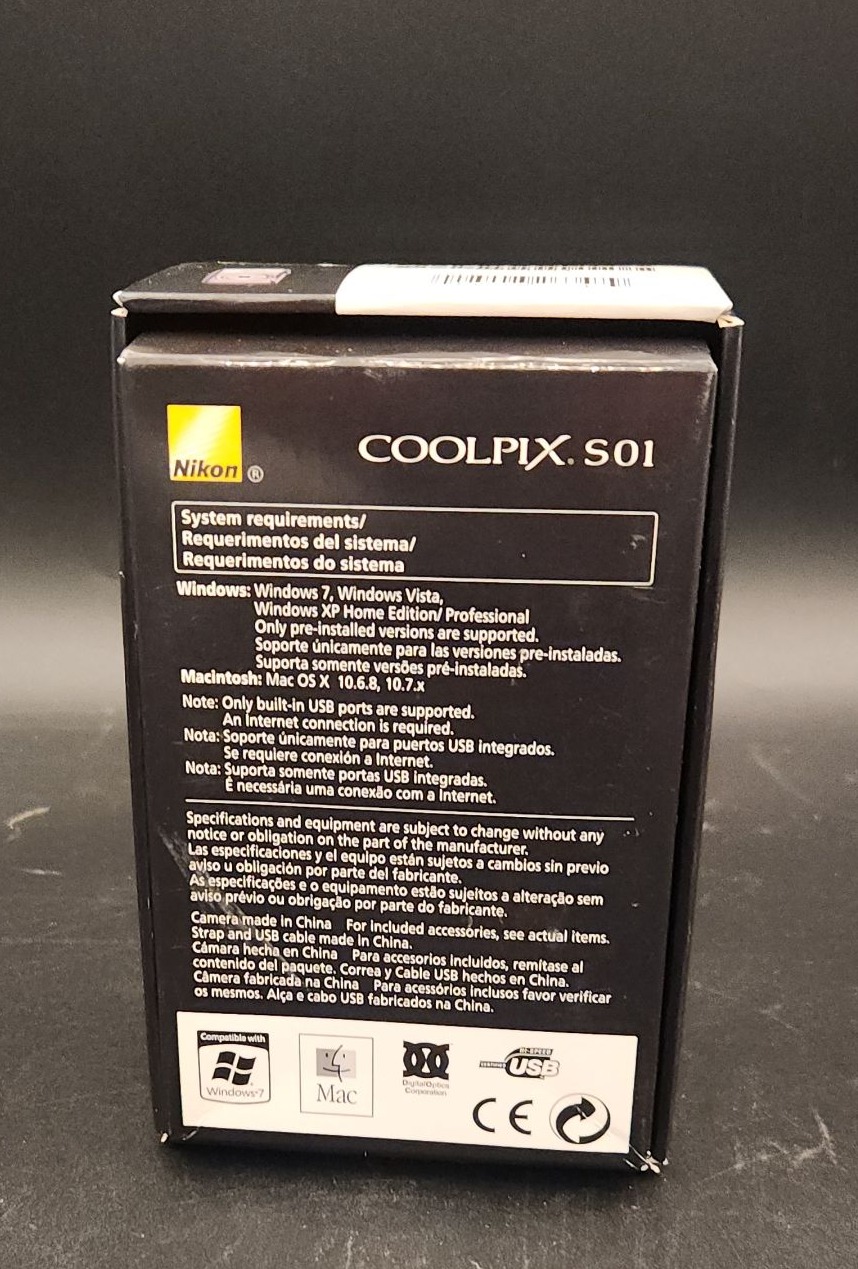 Nikon ®
COOLPIX. S01
System requirements/
Requerimentos del sistema/
Requerimentos do sistema
Windows: Windows 7, Windows Vista,
Windows XP Home Edition/ Professional
Only pre-installed versions are supported.
Soporte únicamente para las versiones pre-instaladas.
Suporta somente versões pré-instaladas.
Macintosh: Mac OS X 10.6.8, 10.7.x
Note: Only built-in USB ports are supported.
An Internet connection is required.
Nota: Soporte únicamente para puertos USB integrados.
Se requiere conexión a Internet.
Nota: Suporta somente portas USB integradas.
É necessária uma conexão com a Internet.
Specifications and equipment are subject to change without any
notice or obligation on the part of the manufacturer.
Las especificaciones y el equipo están sujetos a cambios sin previo
aviso u obligación por parte del fabricante.
As especificações e o equipamento estão sujeitos a alteração sem
aviso prévio ou obrigação por parte do fabricante.
Camera made in China For included accessories, see actual items.
Strap and USB cable made in China.
Cámara hecha en China Para accesorios incluidos, remítase al
contenido del paquete. Correa y Cable USB hechos en China.
Câmera fabricada na China Para acessórios inclusos favor verificar
os mesmos. Alça e cabo USB fabricados na China.
Compatible with
Windows 7
Mac
DigitalOptics
Corporation
HI-SPEED
CERTIFIED USB
CE